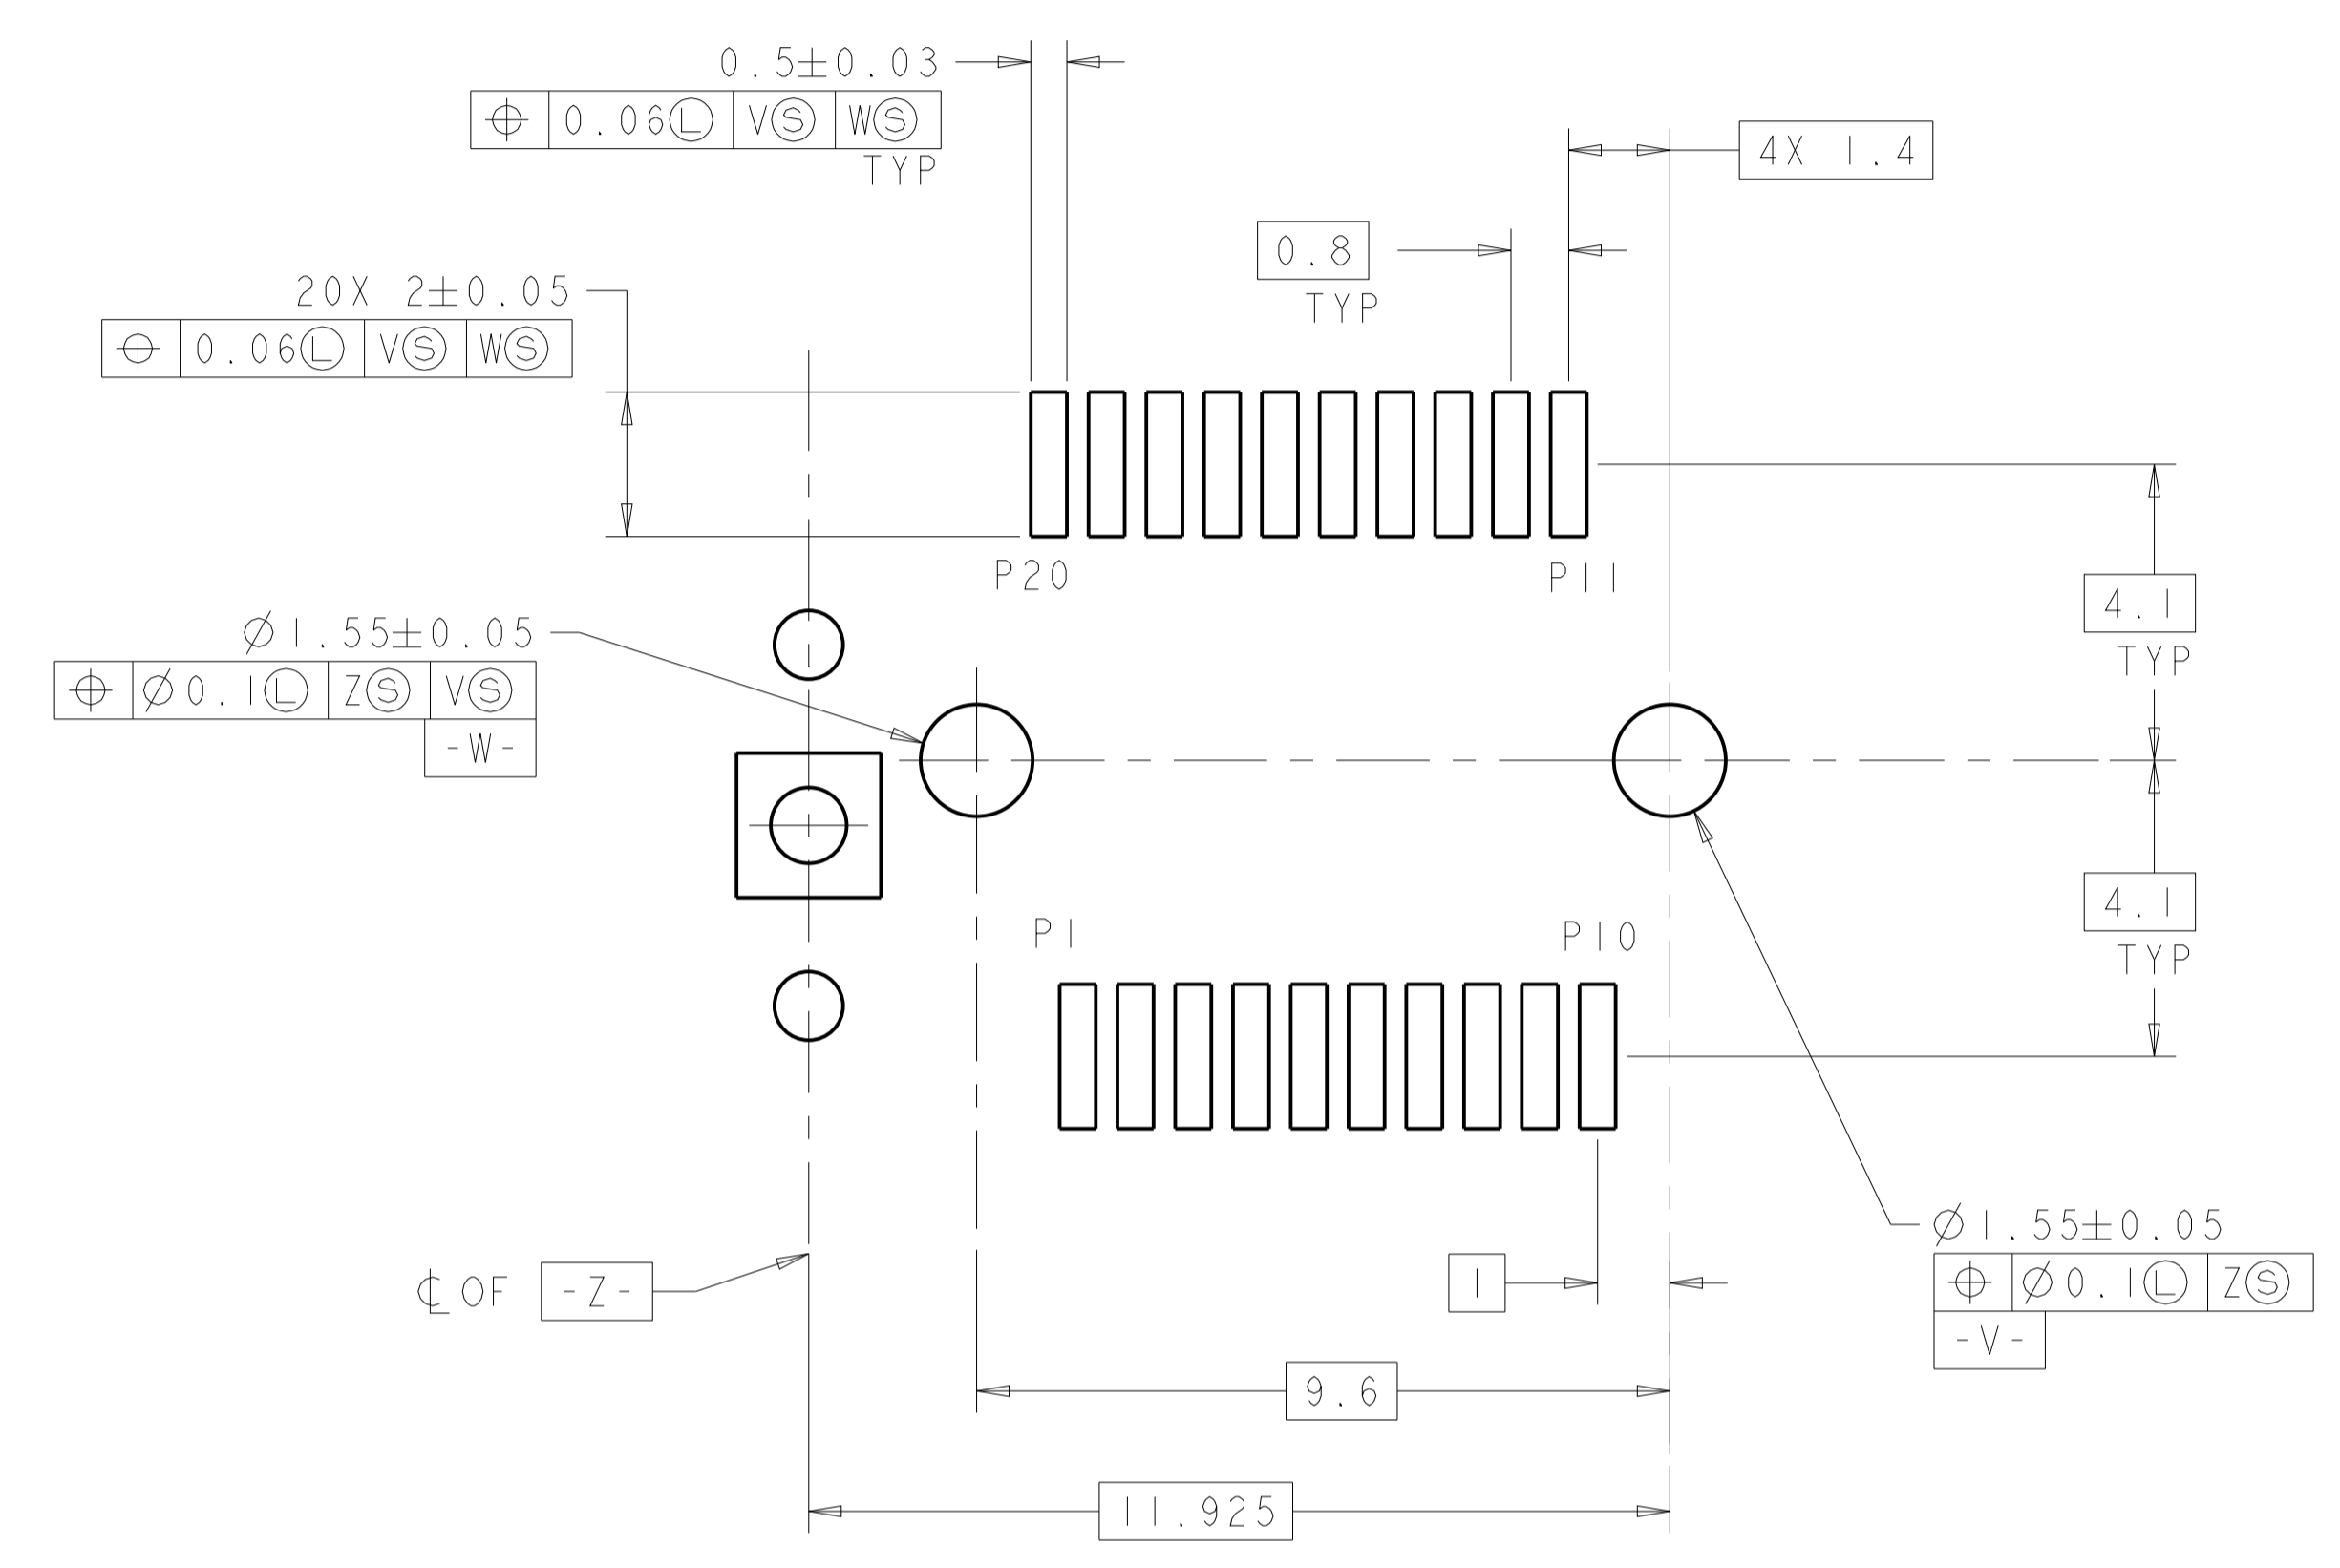 0.5±0.03
⌖ 0.06Ⓛ VⓈ WⓈ
TYP
4X 1.4
0.8
TYP
20X 2±0.05
⌖ 0.06Ⓛ VⓈ WⓈ
P20
P11
4.1
TYP
Ø1.55±0.05
⌖ Ø0.1Ⓛ ZⓈ VⓈ
-W-
4.1
TYP
P1
P10
Ø1.55±0.05
⌖ Ø0.1Ⓛ ZⓈ
-V-
℄ OF -Z-
1
9.6
11.925